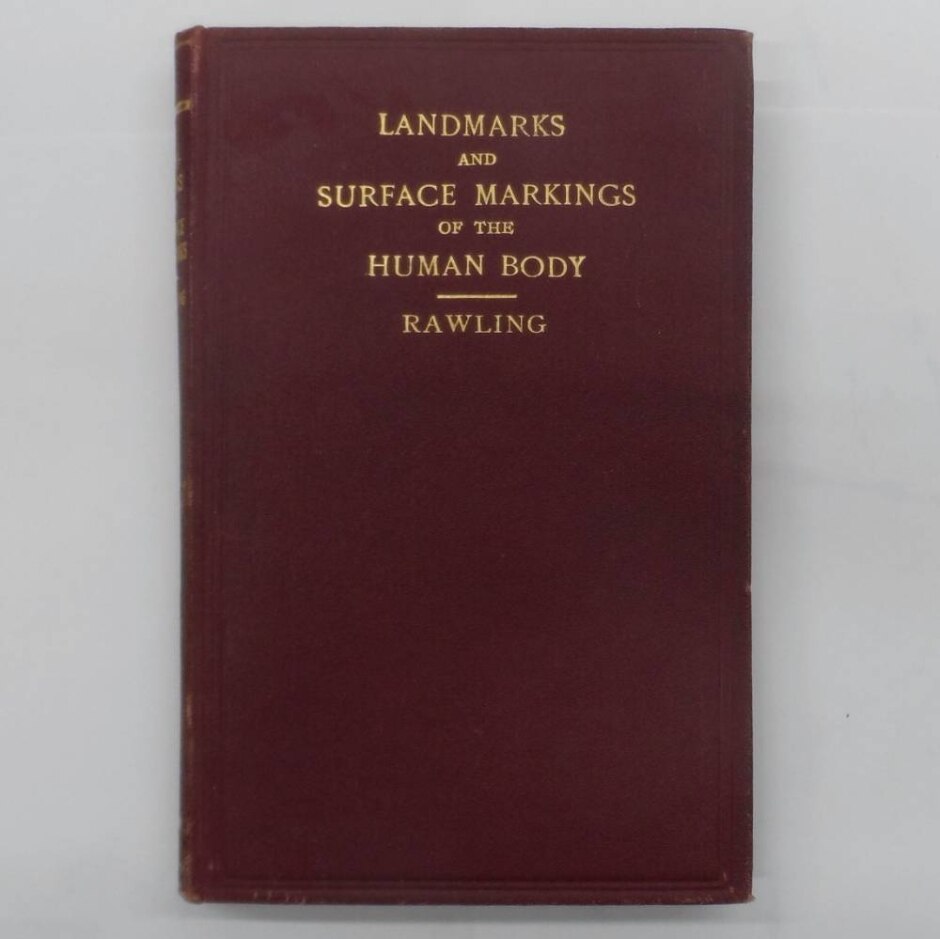 LANDMARKS
AND
SURFACE MARKINGS
OF THE
HUMAN BODY
RAWLING